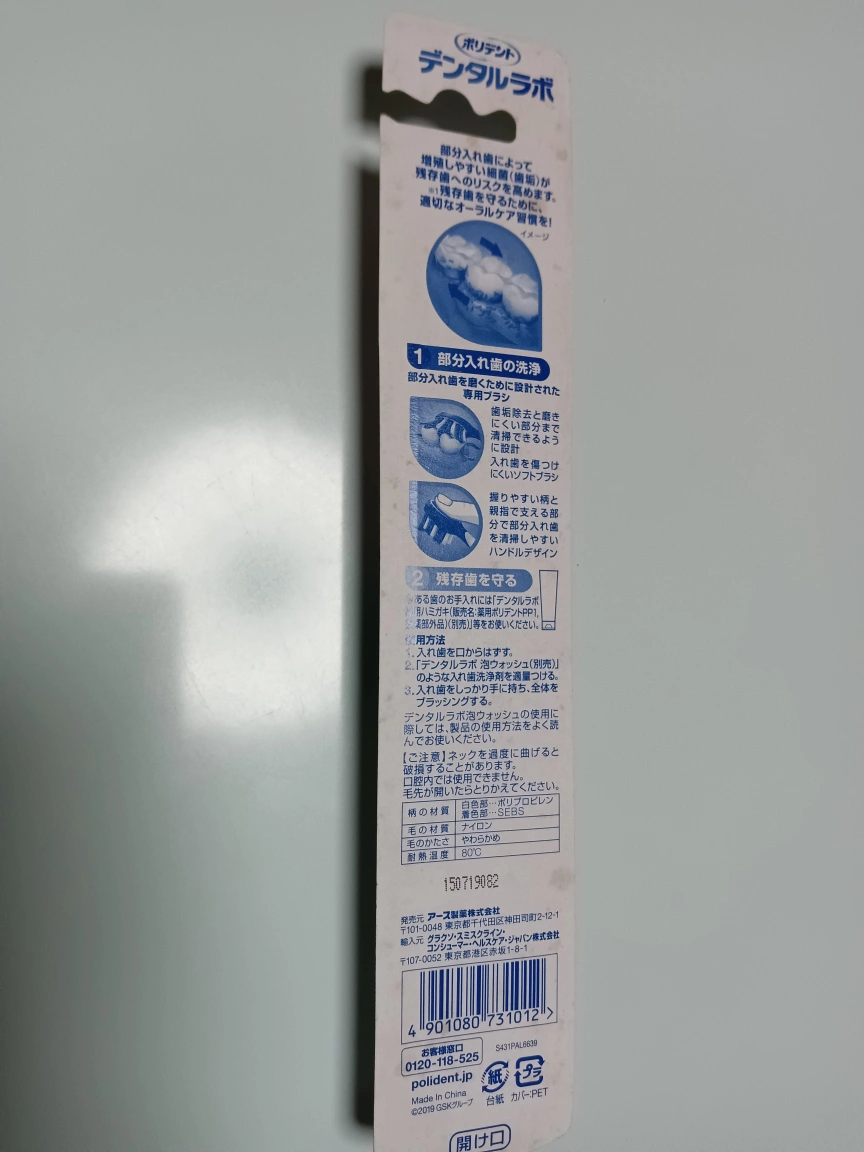 ポリデント
デンタルラボ
部分入れ歯によって
増殖しやすい細菌(歯垢)が
残存歯へのリスクを高めます。
※1残存歯を守るために、
適切なオーラルケア習慣を!
イメージ
1 部分入れ歯の洗浄
部分入れ歯を磨くために設計された
専用ブラシ
歯垢除去と磨き
にくい部分まで
清掃できるよう
に設計
入れ歯を傷つけ
にくいソフトブラシ
握りやすい柄と
親指で支える部
分で部分入れ歯
を清掃しやすい
ハンドルデザイン
2 残存歯を守る
ある歯のお手入れには「デンタルラボ
用ハミガキ(販売名:薬用ポリデントPP1、
部外品)(別売)」等をお使いください。
使用方法
1. 入れ歯を口からはずす。
2. 「デンタルラボ 泡ウォッシュ(別売)」
のような入れ歯洗浄剤を適量つける。
3. 入れ歯をしっかり手に持ち、全体を
ブラッシングする。
デンタルラボ泡ウォッシュの使用に
際しては、製品の使用方法をよく読
んでお使いください。
【ご注意】ネックを過度に曲げると
破損することがあります。
口腔内では使用できません。
毛先が開いたらとりかえてください。
柄の材質 白色部…ポリプロピレン
着色部…SEBS
毛の材質 ナイロン
毛のかたさ やわらかめ
耐熱温度 80℃
150719082
発売元 アース製薬株式会社
〒101-0048 東京都千代田区神田司町2-12-1
輸入元 グラクソ・スミスクライン・
コンシューマー・ヘルスケア・ジャパン株式会社
〒107-0052 東京都港区赤坂1-8-1
4 901080 731012 >
お客様窓口
0120-118-525
S431PAL6639
polident.jp
紙 プラ
台紙 カバー:PET
Made in China
©2019 GSKグループ
開け口